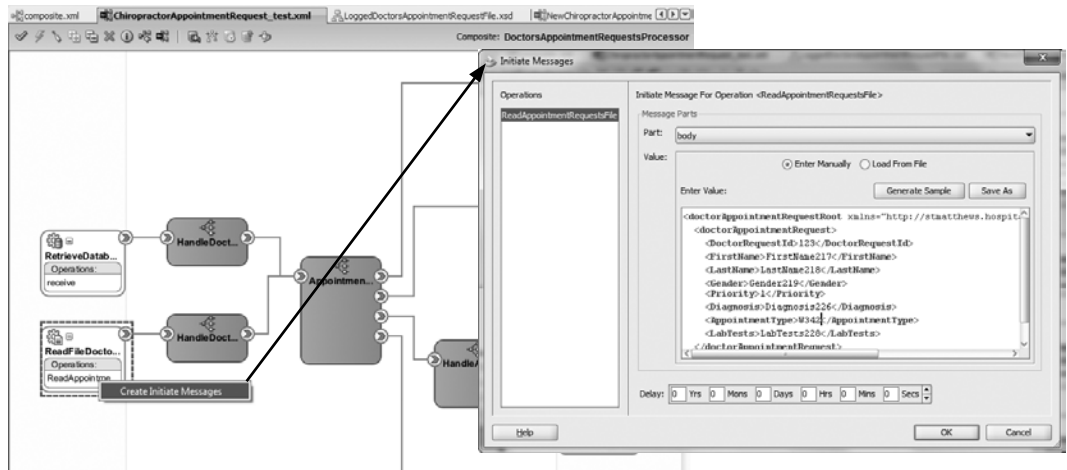 composite.xml
ChiropractorAppointmentRequest_test.xml
LoggedDoctorsAppointmentRequestFile.xsd
NewChiropractorAppointme
Composite: DoctorsAppointmentRequestsProcessor
RetrieveDatab...
Operations:
receive
HandleDoct...
Appointmen...
ReadFileDocto...
Operations:
ReadAppointme
HandleDoct...
HandleA
Create Initiate Messages
Initiate Messages
Operations
ReadAppointmentRequestsFile
Initiate Message For Operation <ReadAppointmentRequestsFile>
Message Parts
Part: body
Value:
Enter Manually Load From File
Enter Value: Generate Sample Save As
<doctorAppointmentRequestRoot xmlns="http://stmatthews.hospit
<doctorAppointmentRequest>
<DoctorRequestId>123</DoctorRequestId>
<FirstName>FirstName217</FirstName>
<LastName>LastName218</LastName>
<Gender>Gender219</Gender>
<Priority>1</Priority>
<Diagnosis>Diagnosis226</Diagnosis>
<AppointmentType>W342</AppointmentType>
<LabTests>LabTests228</LabTests>
</doctorAppointmentRequest>
Delay: 0 Yrs 0 Mons 0 Days 0 Hrs 0 Mins 0 Secs
Help OK Cancel